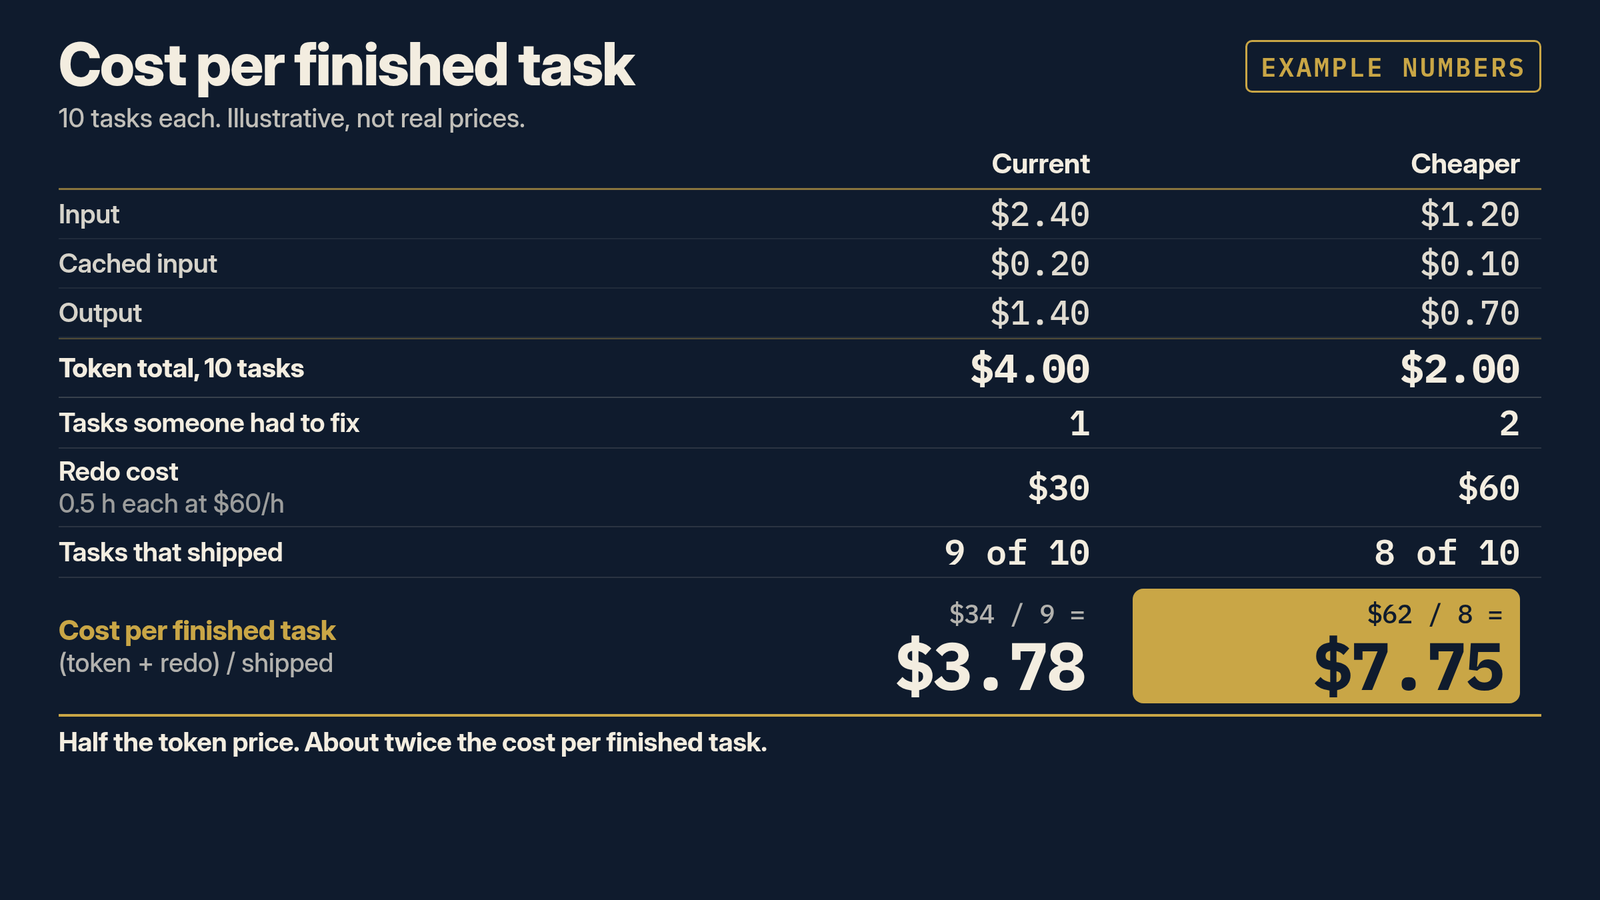 Cost per finished task
EXAMPLE NUMBERS
10 tasks each. Illustrative, not real prices.
Current Cheaper
Input $2.40 $1.20
Cached input $0.20 $0.10
Output $1.40 $0.70
Token total, 10 tasks $4.00 $2.00
Tasks someone had to fix 1 2
Redo cost
0.5 h each at $60/h
$30 $60
Tasks that shipped 9 of 10 8 of 10
Cost per finished task
(token + redo) / shipped
$34 / 9 =
$3.78
$62 / 8 =
$7.75
Half the token price. About twice the cost per finished task.